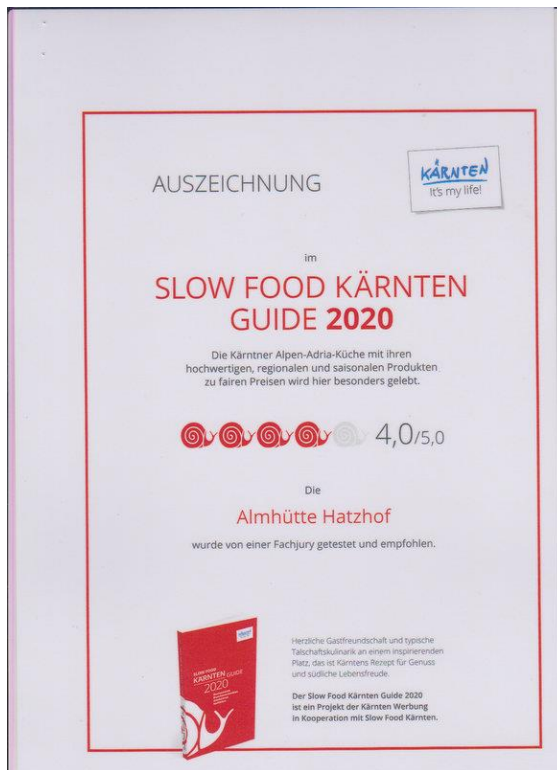 AUSZEICHNUNG
KÄRNTEN
It's my life!
im
SLOW FOOD KÄRNTEN
GUIDE 2020
Die Kärntner Alpen-Adria-Küche mit ihren
hochwertigen, regionalen und saisonalen Produkten
zu fairen Preisen wird hier besonders gelebt.
4,0/5,0
Die
Almhütte Hatzhof
wurde von einer Fachjury getestet und empfohlen.
SLOW FOOD
KÄRNTEN GUIDE
2020
Herzliche Gastfreundschaft und typische
Talschaftskulinarik an einem inspirierenden
Platz, das ist Kärntens Rezept für Genuss
und südliche Lebensfreude.
Der Slow Food Kärnten Guide 2020
ist ein Projekt der Kärnten Werbung
in Kooperation mit Slow Food Kärnten.